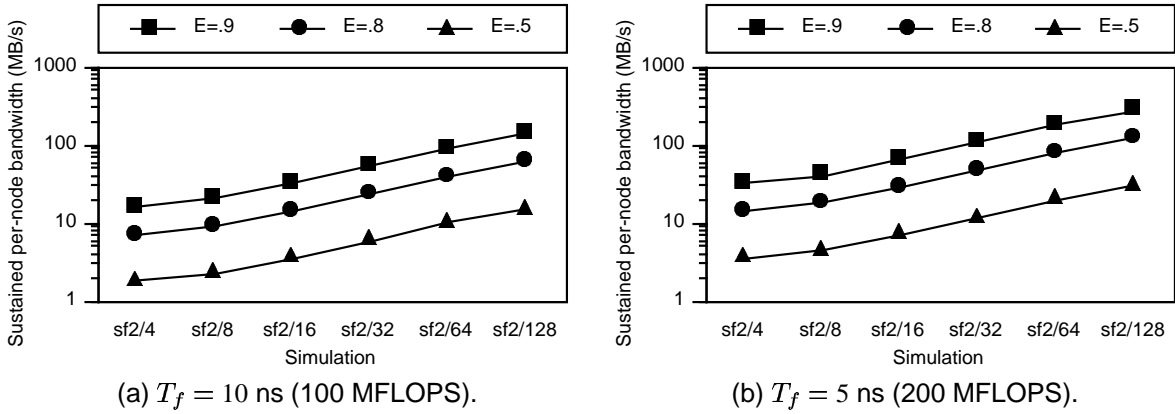 E=.9 E=.8 E=.5
Sustained per-node bandwidth (MB/s)
1000
100
10
1
sf2/4 sf2/8 sf2/16 sf2/32 sf2/64 sf2/128
Simulation
(a) T_f = 10 ns (100 MFLOPS).
E=.9 E=.8 E=.5
Sustained per-node bandwidth (MB/s)
1000
100
10
1
sf2/4 sf2/8 sf2/16 sf2/32 sf2/64 sf2/128
Simulation
(b) T_f = 5 ns (200 MFLOPS).